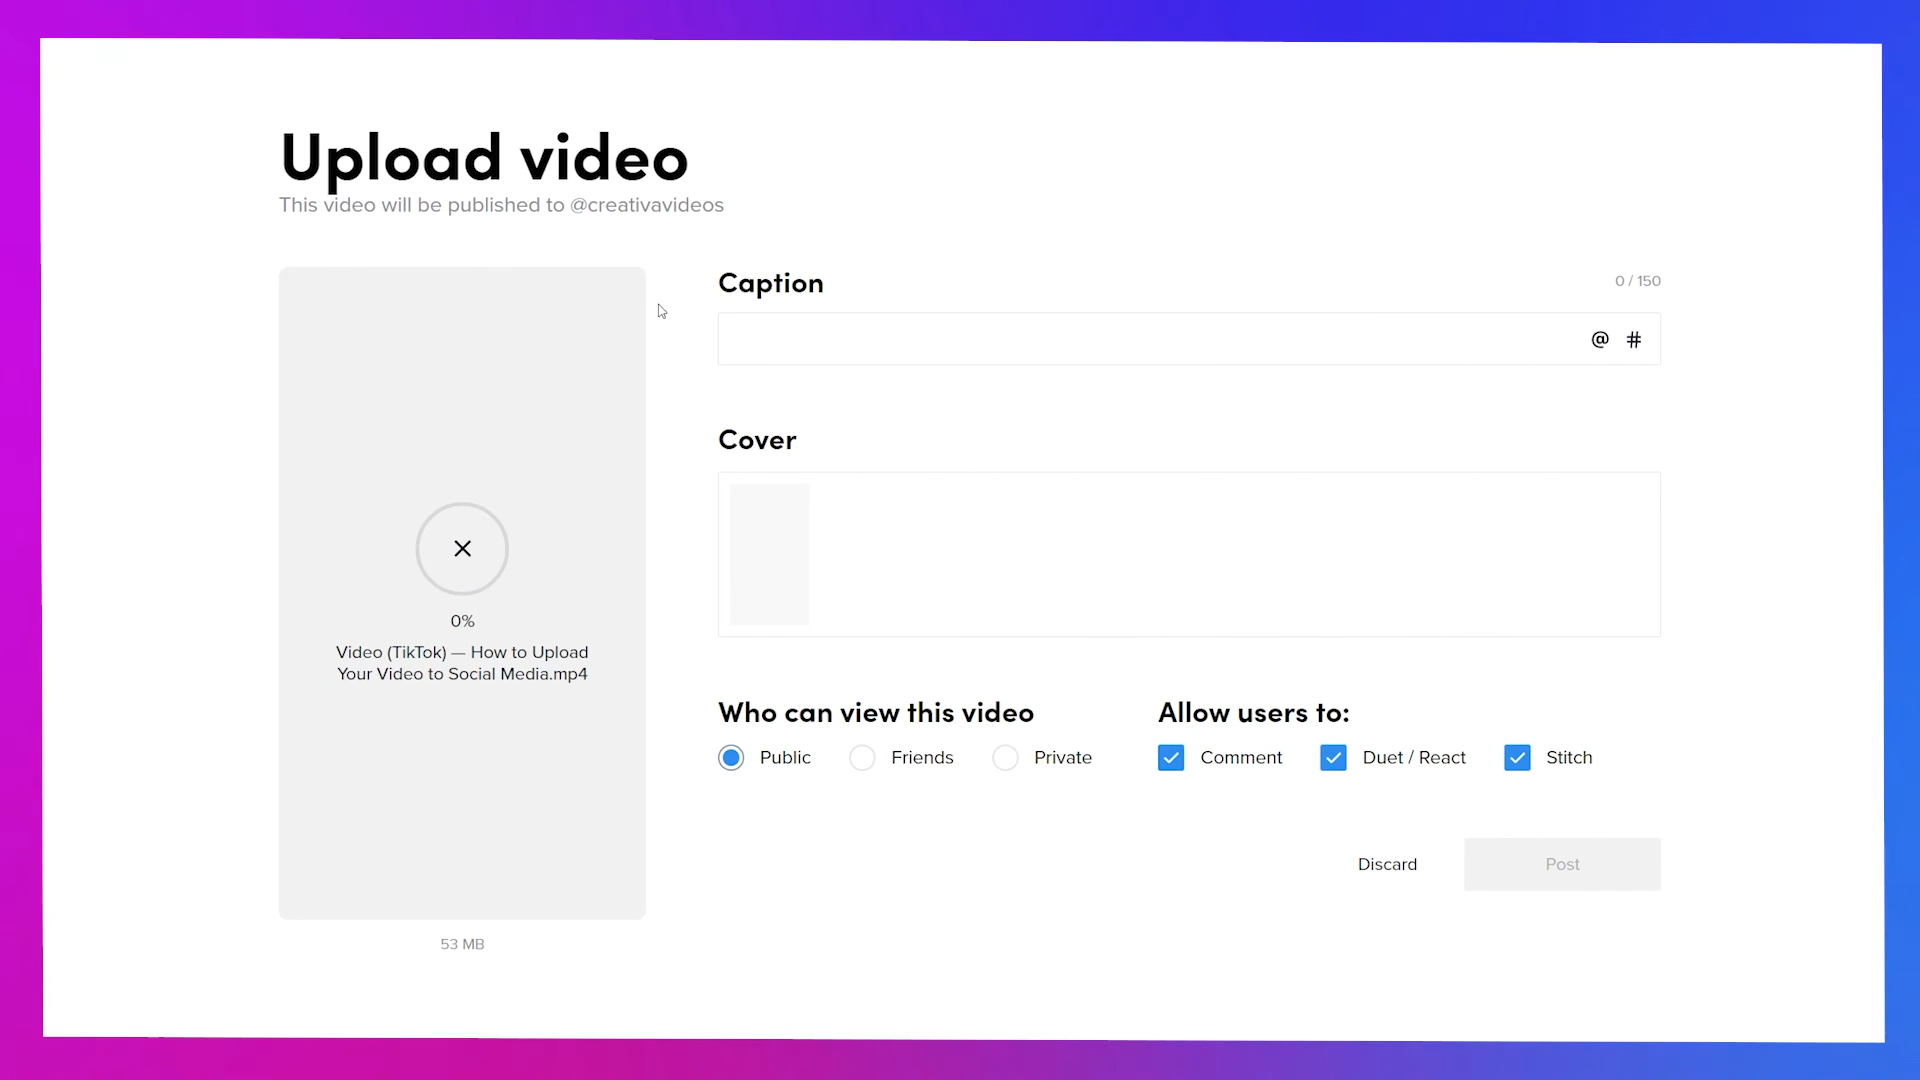 Upload video
This video will be published to @creativavideos
Caption
0 / 150
@ #
Cover
0%
Video (TikTok) — How to Upload
Your Video to Social Media.mp4
Who can view this video
Public Friends Private
Allow users to:
Comment Duet / React Stitch
Discard Post
53 MB